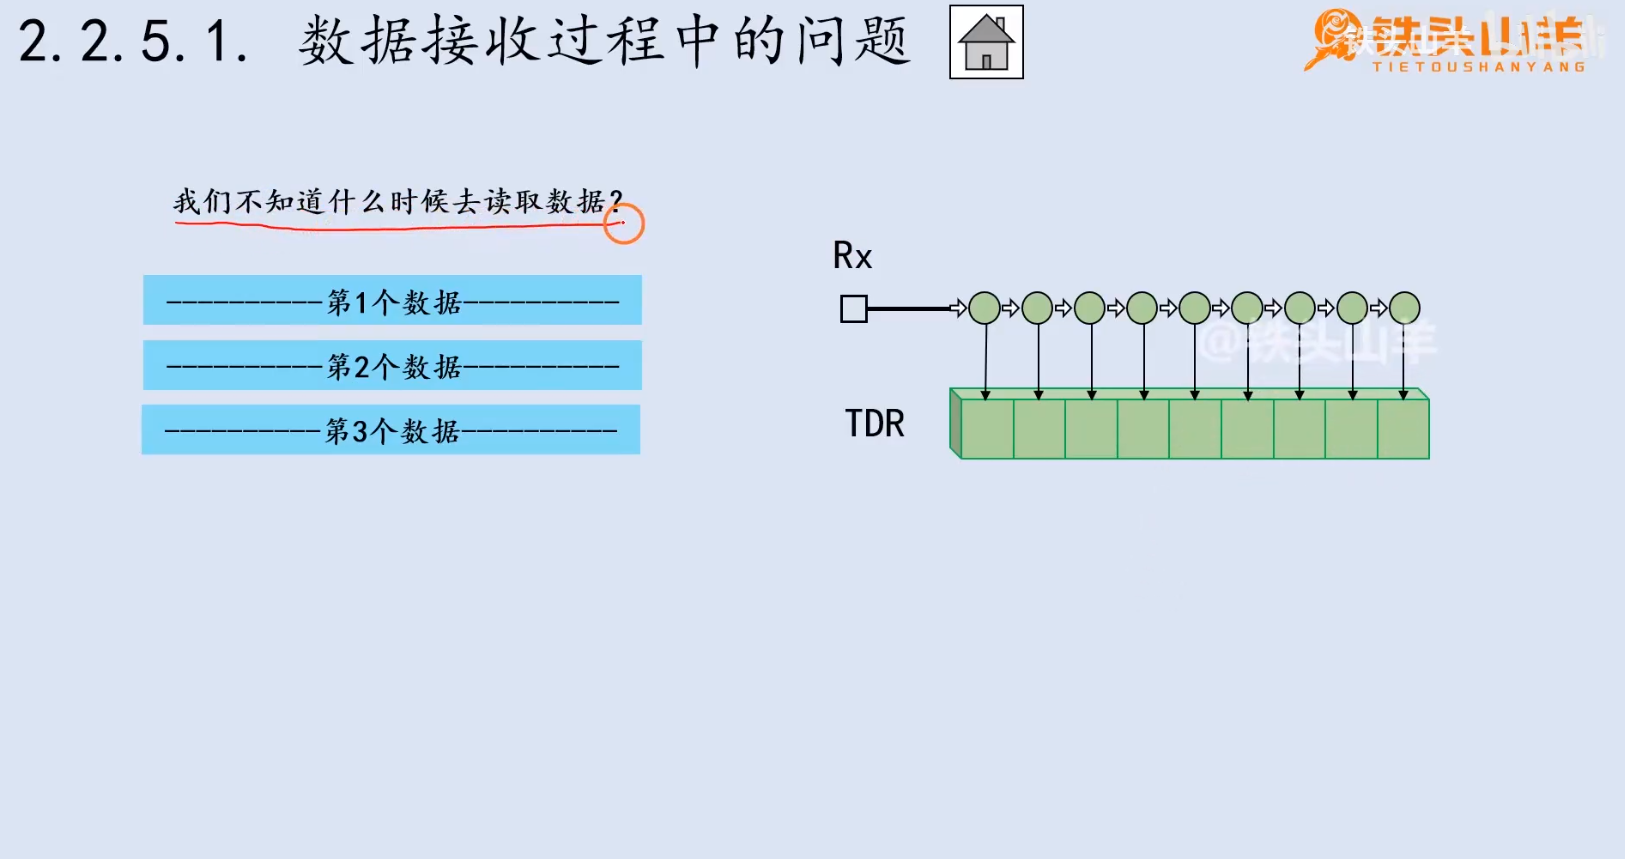 2.2.5.1. 数据接收过程中的问题
铁头山羊
TIETOUSHANYANG
我们不知道什么时候去读取数据?
Rx
----------第1个数据----------
@铁头山羊
----------第2个数据----------
TDR
----------第3个数据----------